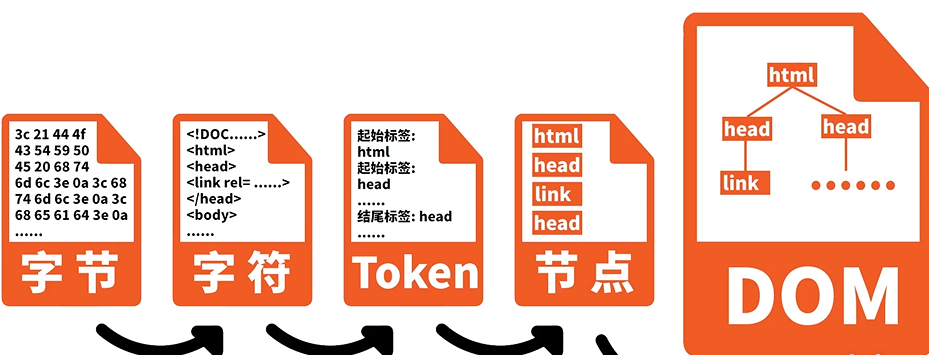 3c 21 44 4f
43 54 59 50
45 20 68 74
6d 6c 3e 0a 3c 68
74 6d 6c 3e 0a 3c
68 65 61 64 3e 0a
......
字节
<!DOC......>
<html>
<head>
<link rel= ......>
</head>
<body>
......
字符
起始标签:
html
起始标签:
head
......
结尾标签: head
......
Token
html
head
link
head
节点
html
head head
link ......
DOM